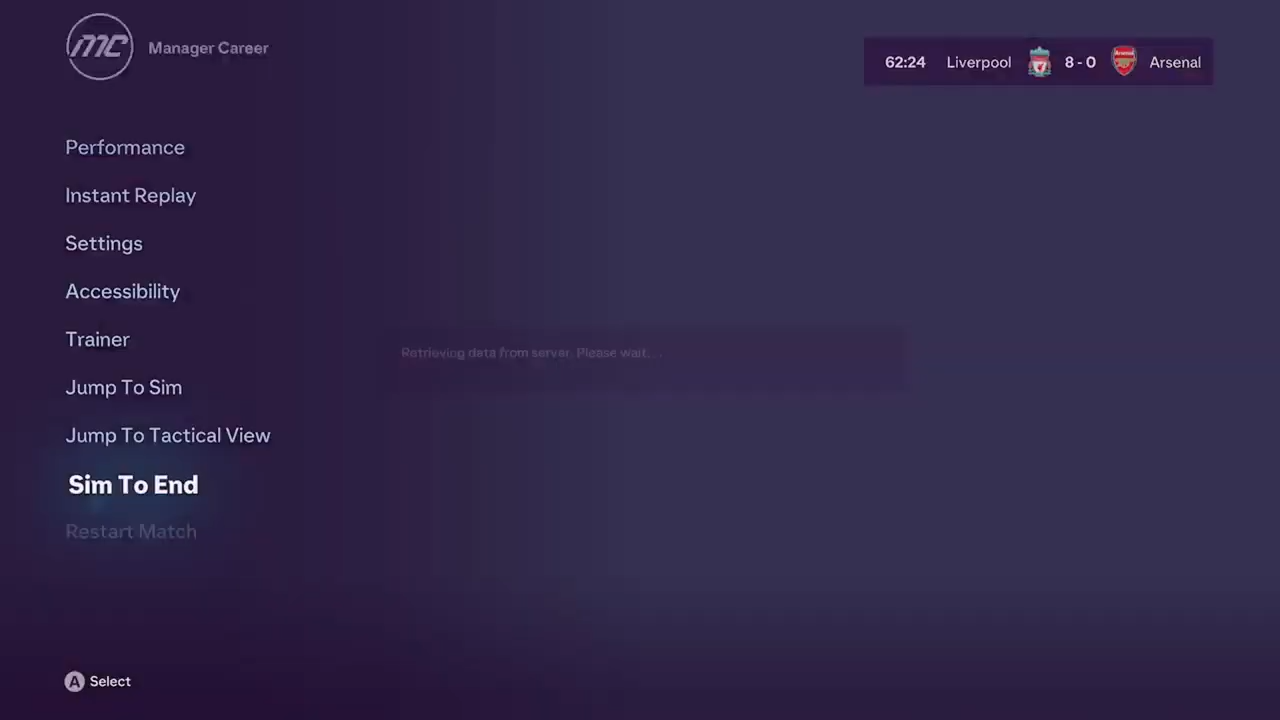 MC Manager Career
62:24 Liverpool 8 - 0 Arsenal Arsenal
Performance
Instant Replay
Settings
Accessibility
Trainer
Retrieving data from server. Please wait. . .
Jump To Sim
Jump To Tactical View
Sim To End
Restart Match
A Select